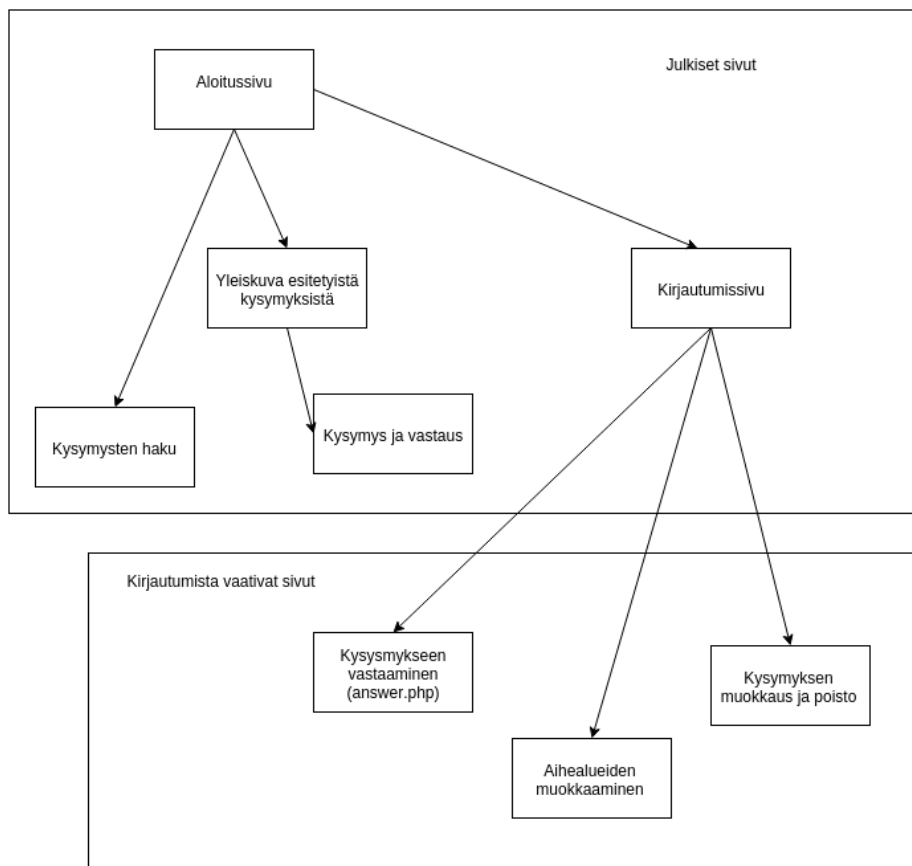 Julkiset sivut
Aloitussivu
Yleiskuva esitetyistä
kysymyksistä
Kirjautumissivu
Kysymysten haku
Kysymys ja vastaus
Kirjautumista vaativat sivut
Kysysmykseen
vastaaminen
(answer.php)
Kysymyksen
muokkaus ja poisto
Aihealueiden
muokkaaminen